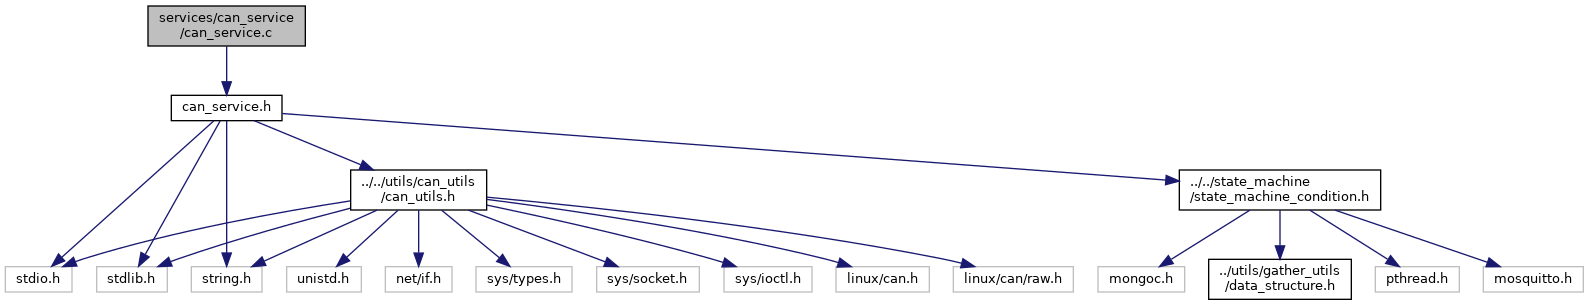 services/can_service
/can_service.c
can_service.h
../../utils/can_utils
/can_utils.h
../../state_machine
/state_machine_condition.h
stdio.h
stdlib.h
string.h
unistd.h
net/if.h
sys/types.h
sys/socket.h
sys/ioctl.h
linux/can.h
linux/can/raw.h
mongoc.h
../utils/gather_utils
/data_structure.h
pthread.h
mosquitto.h